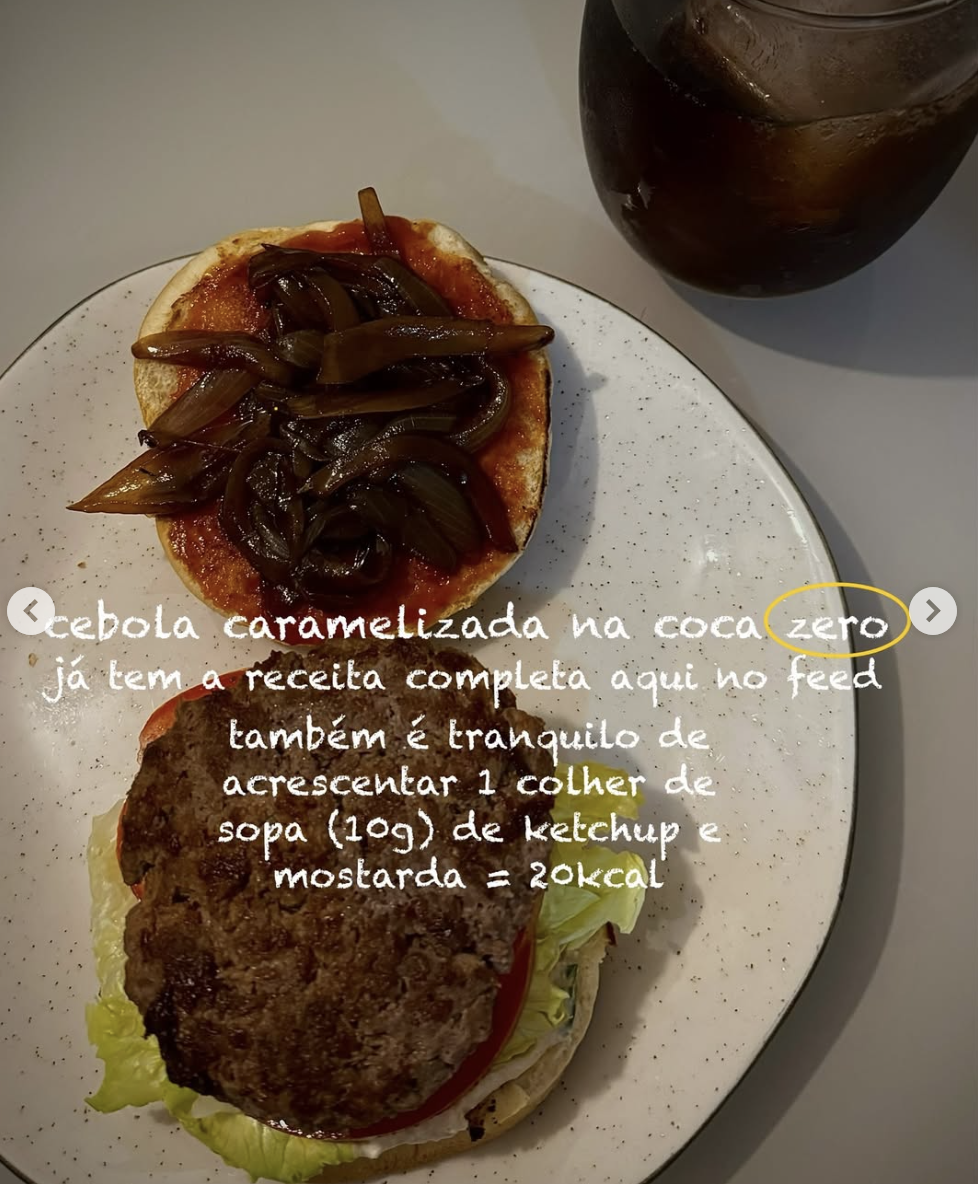 cebola caramelizada na coca zero
já tem a receita completa aqui no feed
também é tranquilo de
acrescentar 1 colher de
sopa (10g) de ketchup e
mostarda = 20kcal